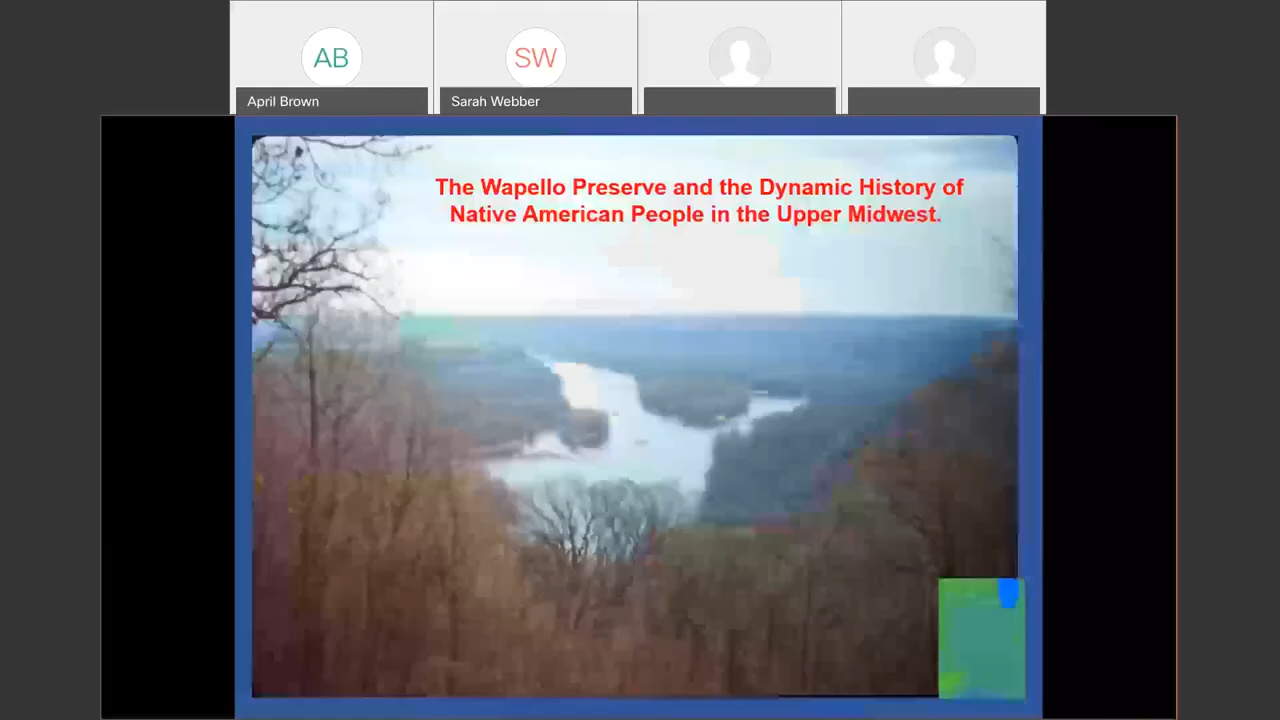 AB
SW
April Brown
Sarah Webber
The Wapello Preserve and the Dynamic History of
Native American People in the Upper Midwest.